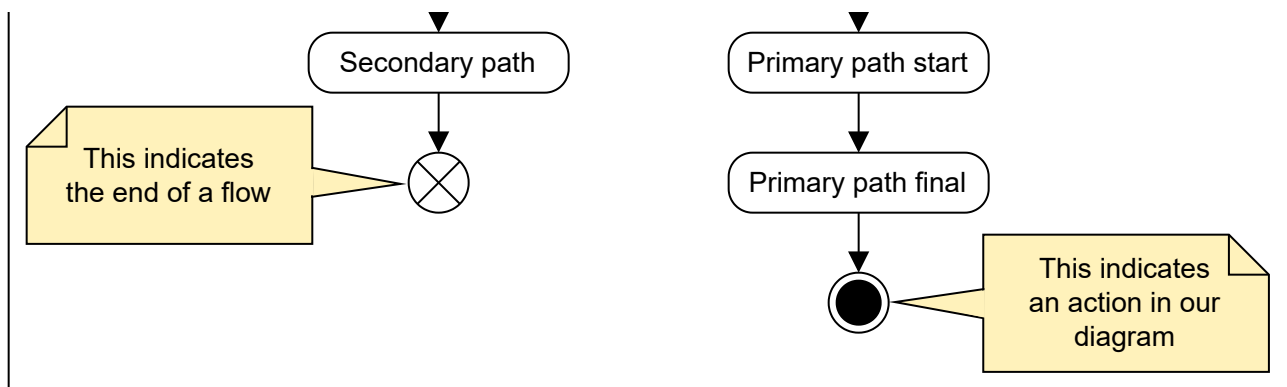 Secondary path
Primary path start
This indicates
the end of a flow
Primary path final
This indicates
an action in our
diagram